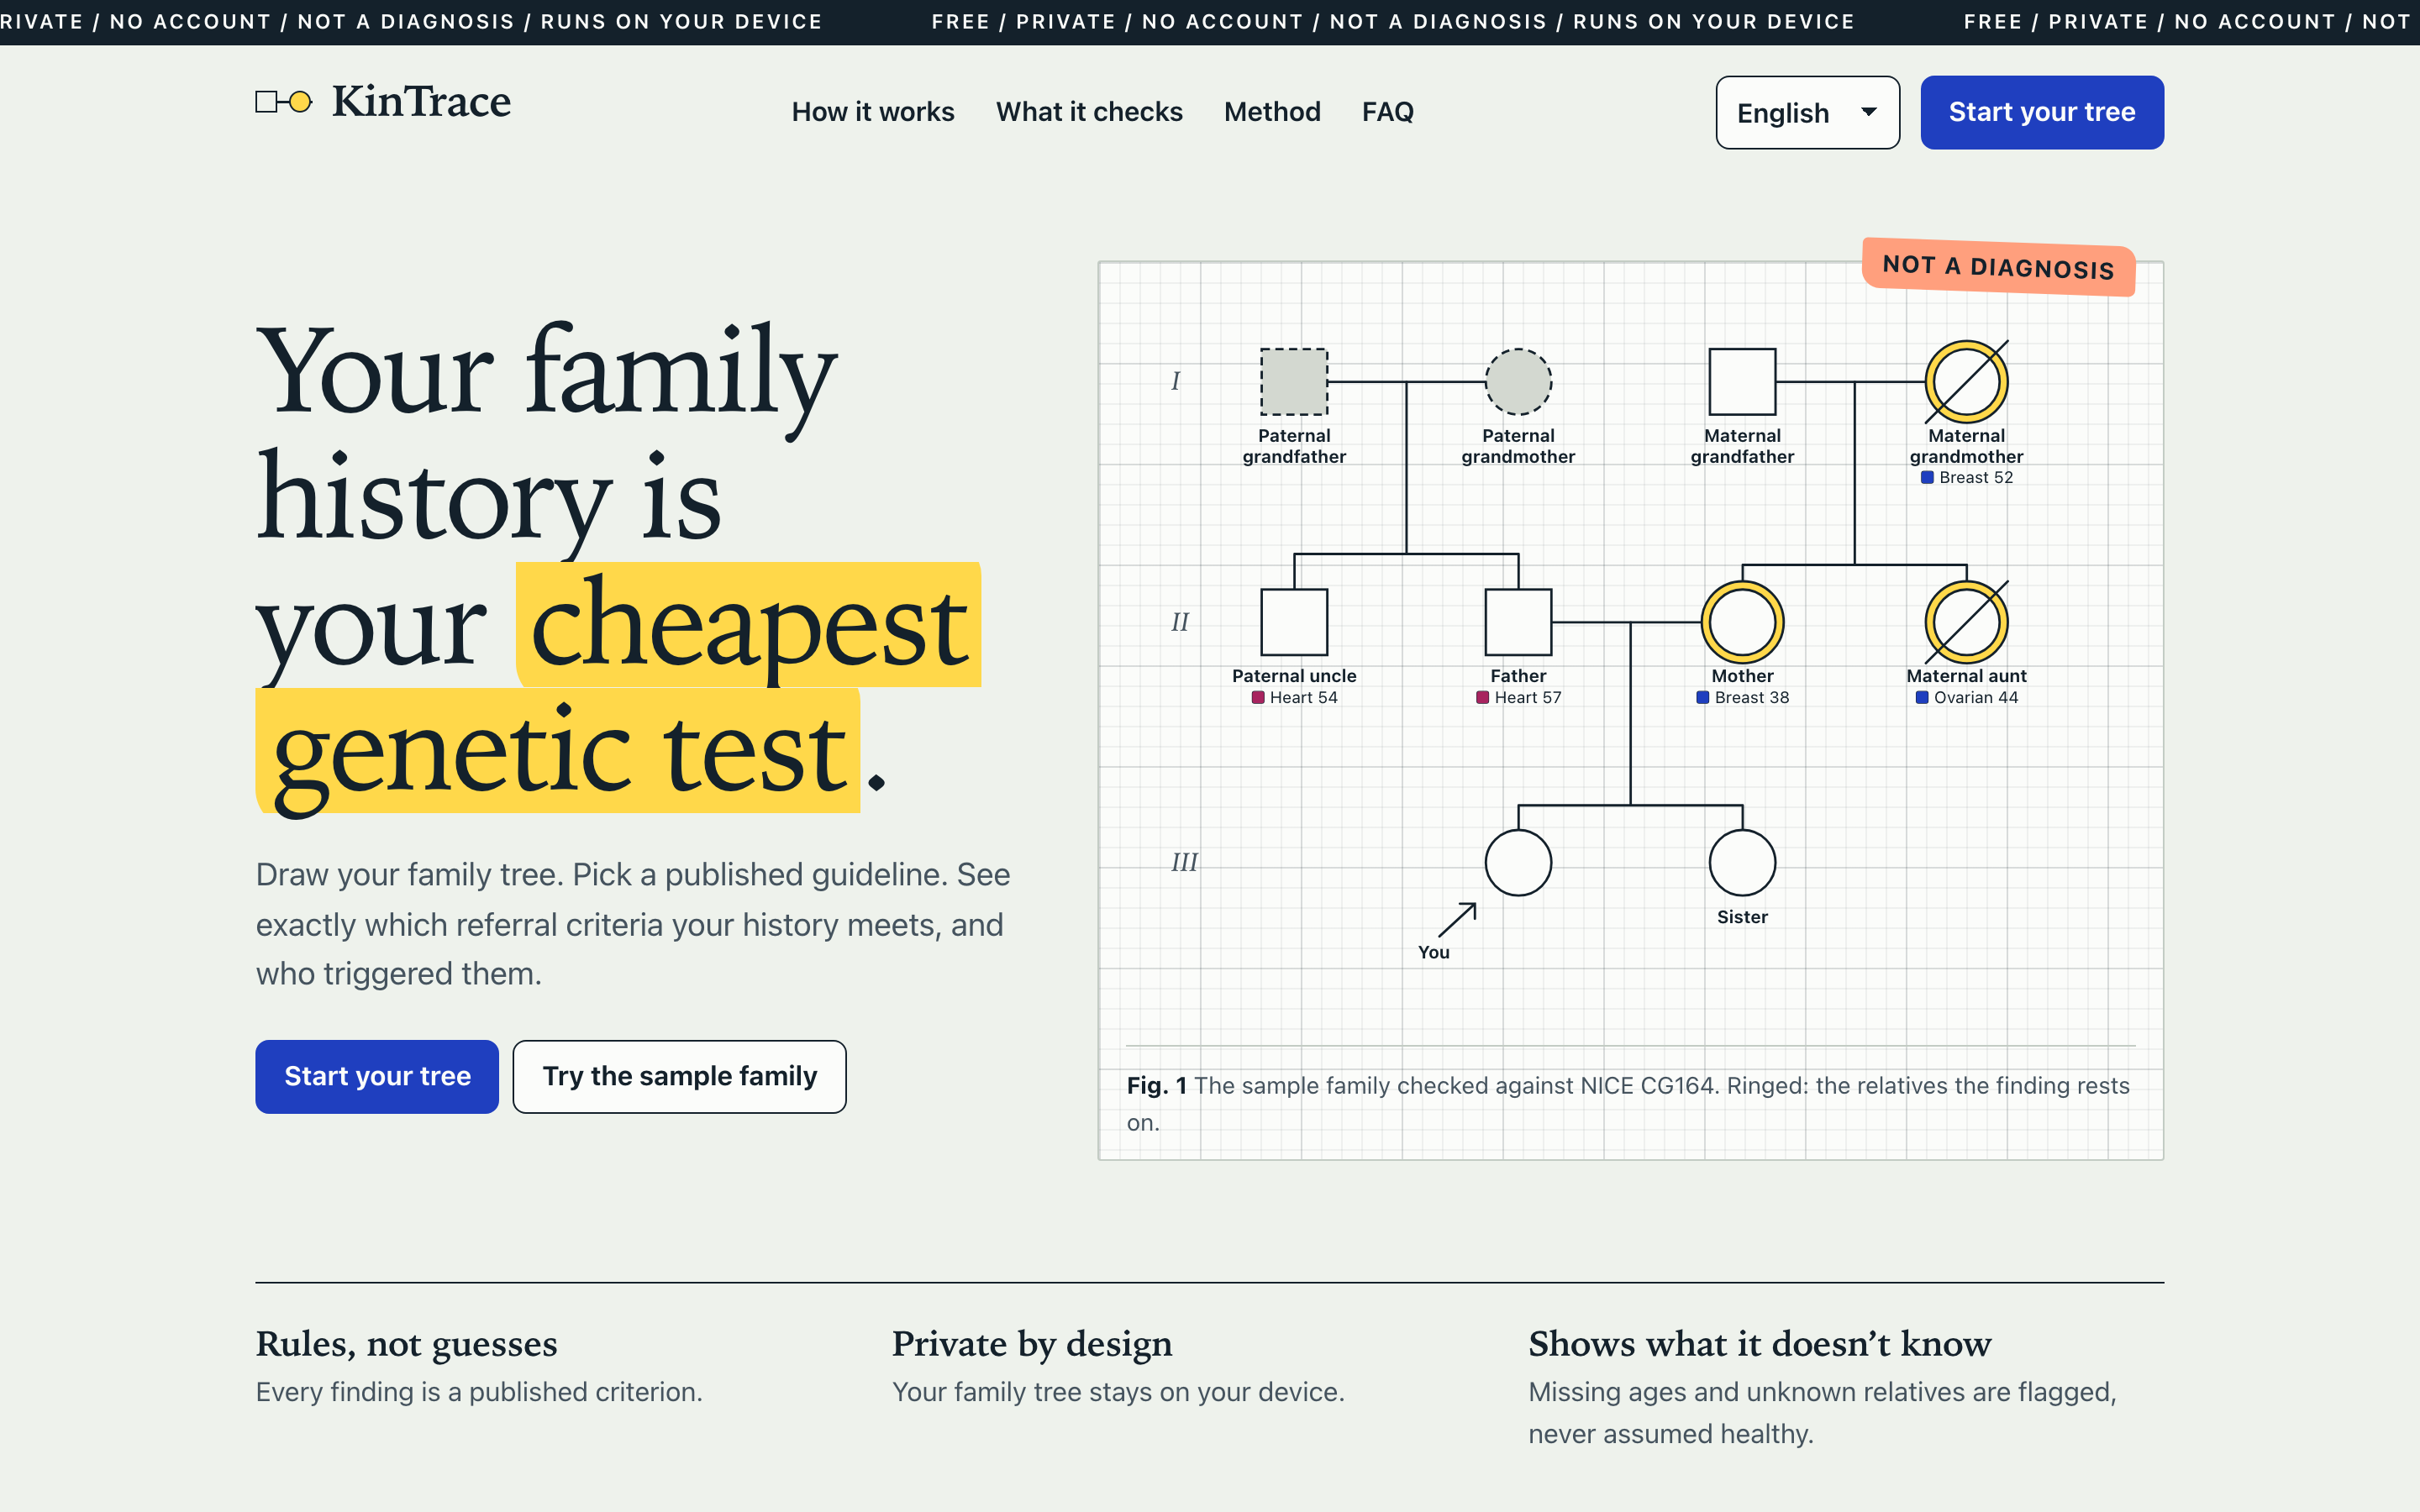 RIVATE / NO ACCOUNT / NOT A DIAGNOSIS / RUNS ON YOUR DEVICE FREE / PRIVATE / NO ACCOUNT / NOT A DIAGNOSIS / RUNS ON YOUR DEVICE FREE / PRIVATE / NO ACCOUNT / NOT
KinTrace
How it works What it checks Method FAQ
English
Start your tree
Your family
history is
your cheapest
genetic test.
Draw your family tree. Pick a published guideline. See
exactly which referral criteria your history meets, and
who triggered them.
Start your tree
Try the sample family
NOT A DIAGNOSIS
I
Paternal
grandfather
Paternal
grandmother
Maternal
grandfather
Maternal
grandmother
Breast 52
II
Paternal uncle
Heart 54
Father
Heart 57
Mother
Breast 38
Maternal aunt
Ovarian 44
III
You
Sister
Fig. 1 The sample family checked against NICE CG164. Ringed: the relatives the finding rests
on.
Rules, not guesses
Every finding is a published criterion.
Private by design
Your family tree stays on your device.
Shows what it doesn’t know
Missing ages and unknown relatives are flagged,
never assumed healthy.